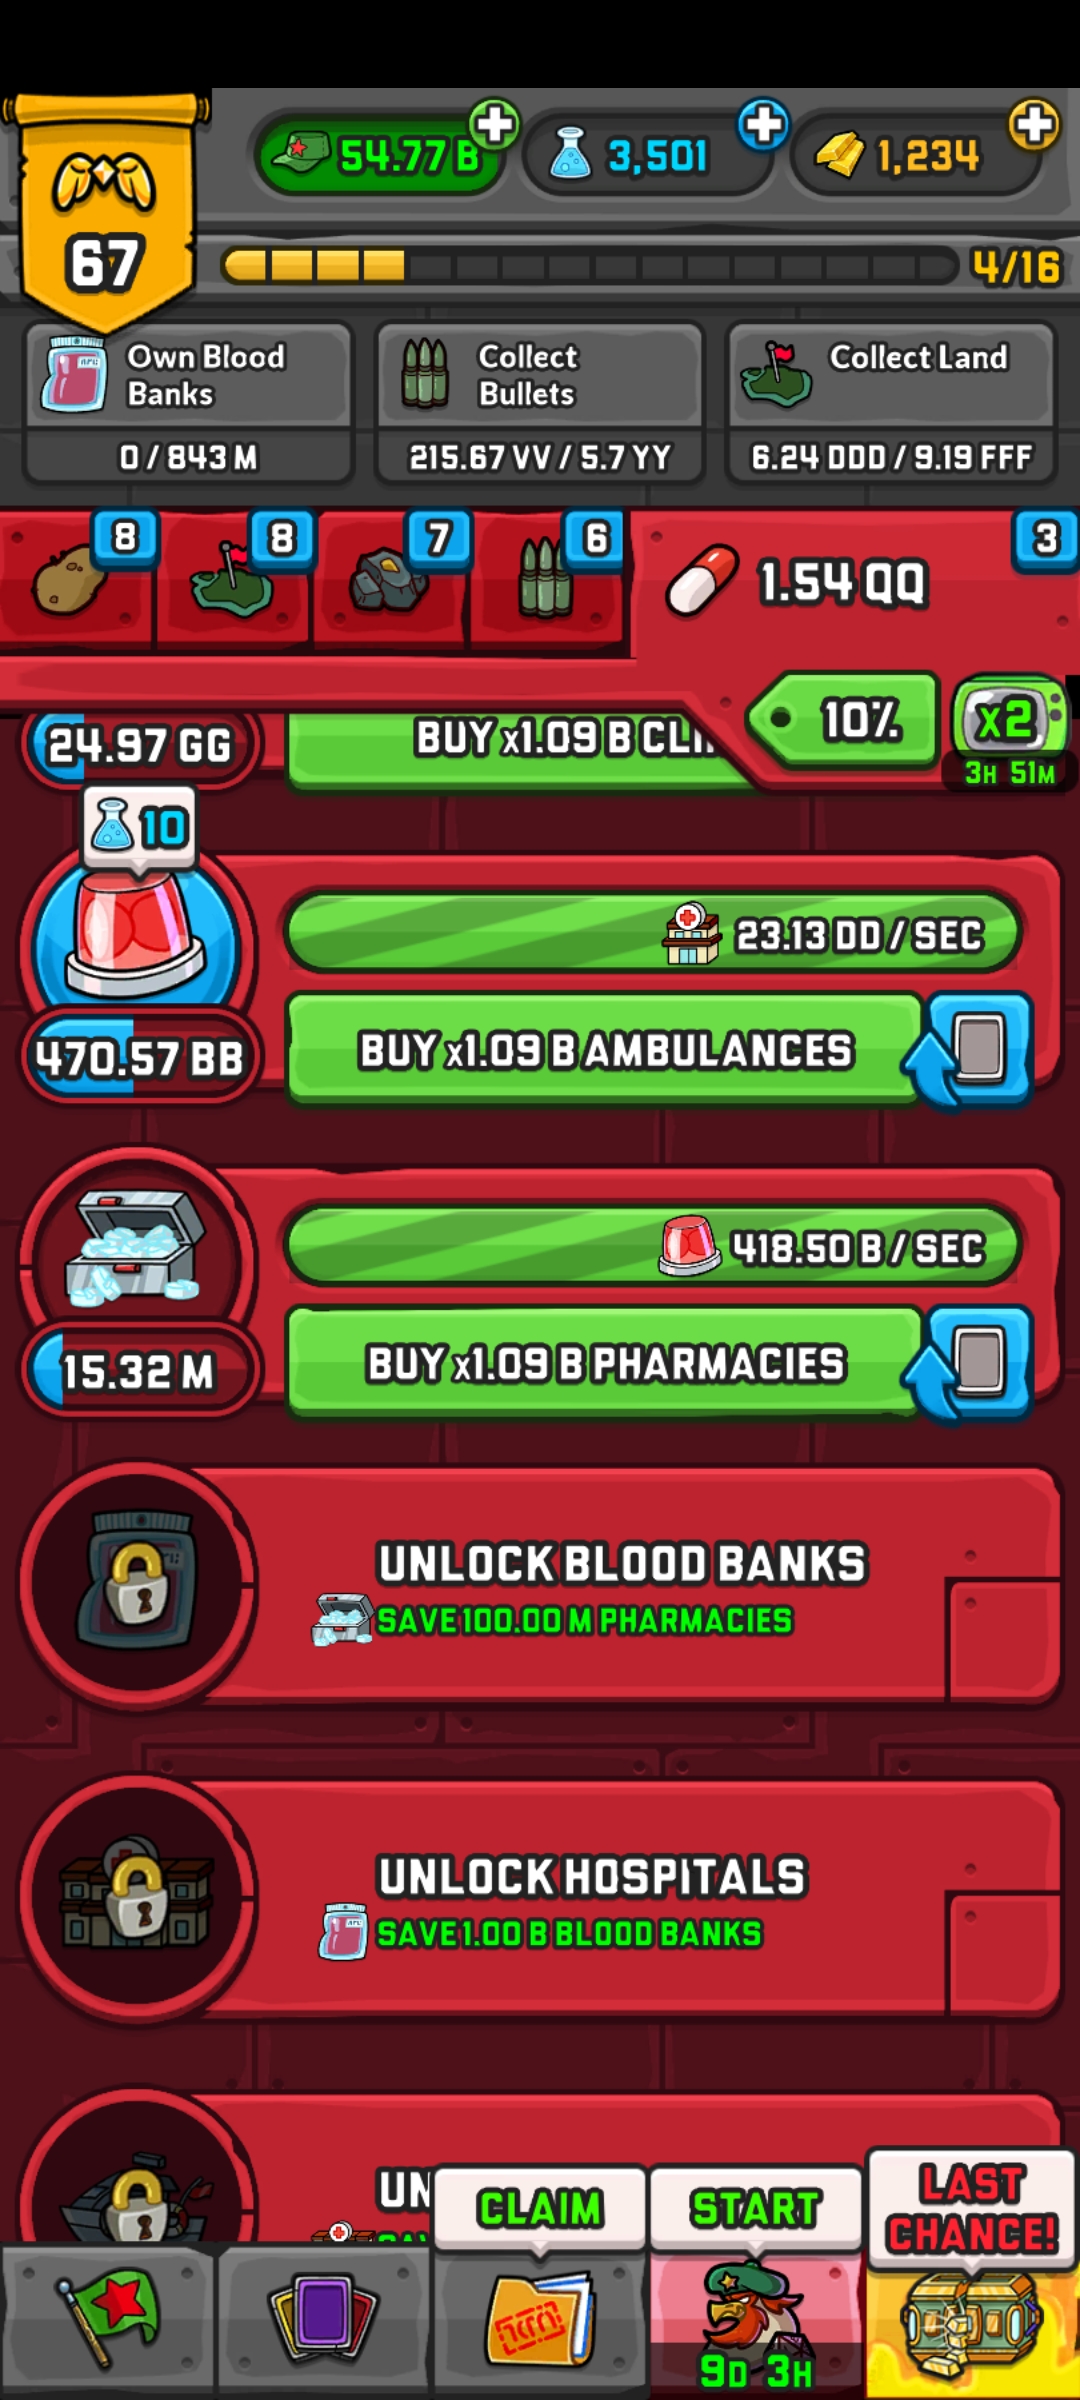 54.77 B
3,501
1,234
67
4/16
Own Blood
Banks
0 / 843 M
Collect
Bullets
215.67 VV / 5.7 YY
Collect Land
6.24 DDD / 9.19 FFF
8
8
7
6
1.54 QQ
3
10%
x2
3H 51M
24.97 GG
BUY x1.09 B
10
23.13 DD / SEC
470.57 BB
BUY x1.09 B AMBULANCES
418.50 B / SEC
15.32 M
BUY x1.09 B PHARMACIES
UNLOCK BLOOD BANKS
SAVE 100.00 M PHARMACIES
UNLOCK HOSPITALS
SAVE 1.00 B BLOOD BANKS
CLAIM
START
LAST
CHANCE!
9D 3H